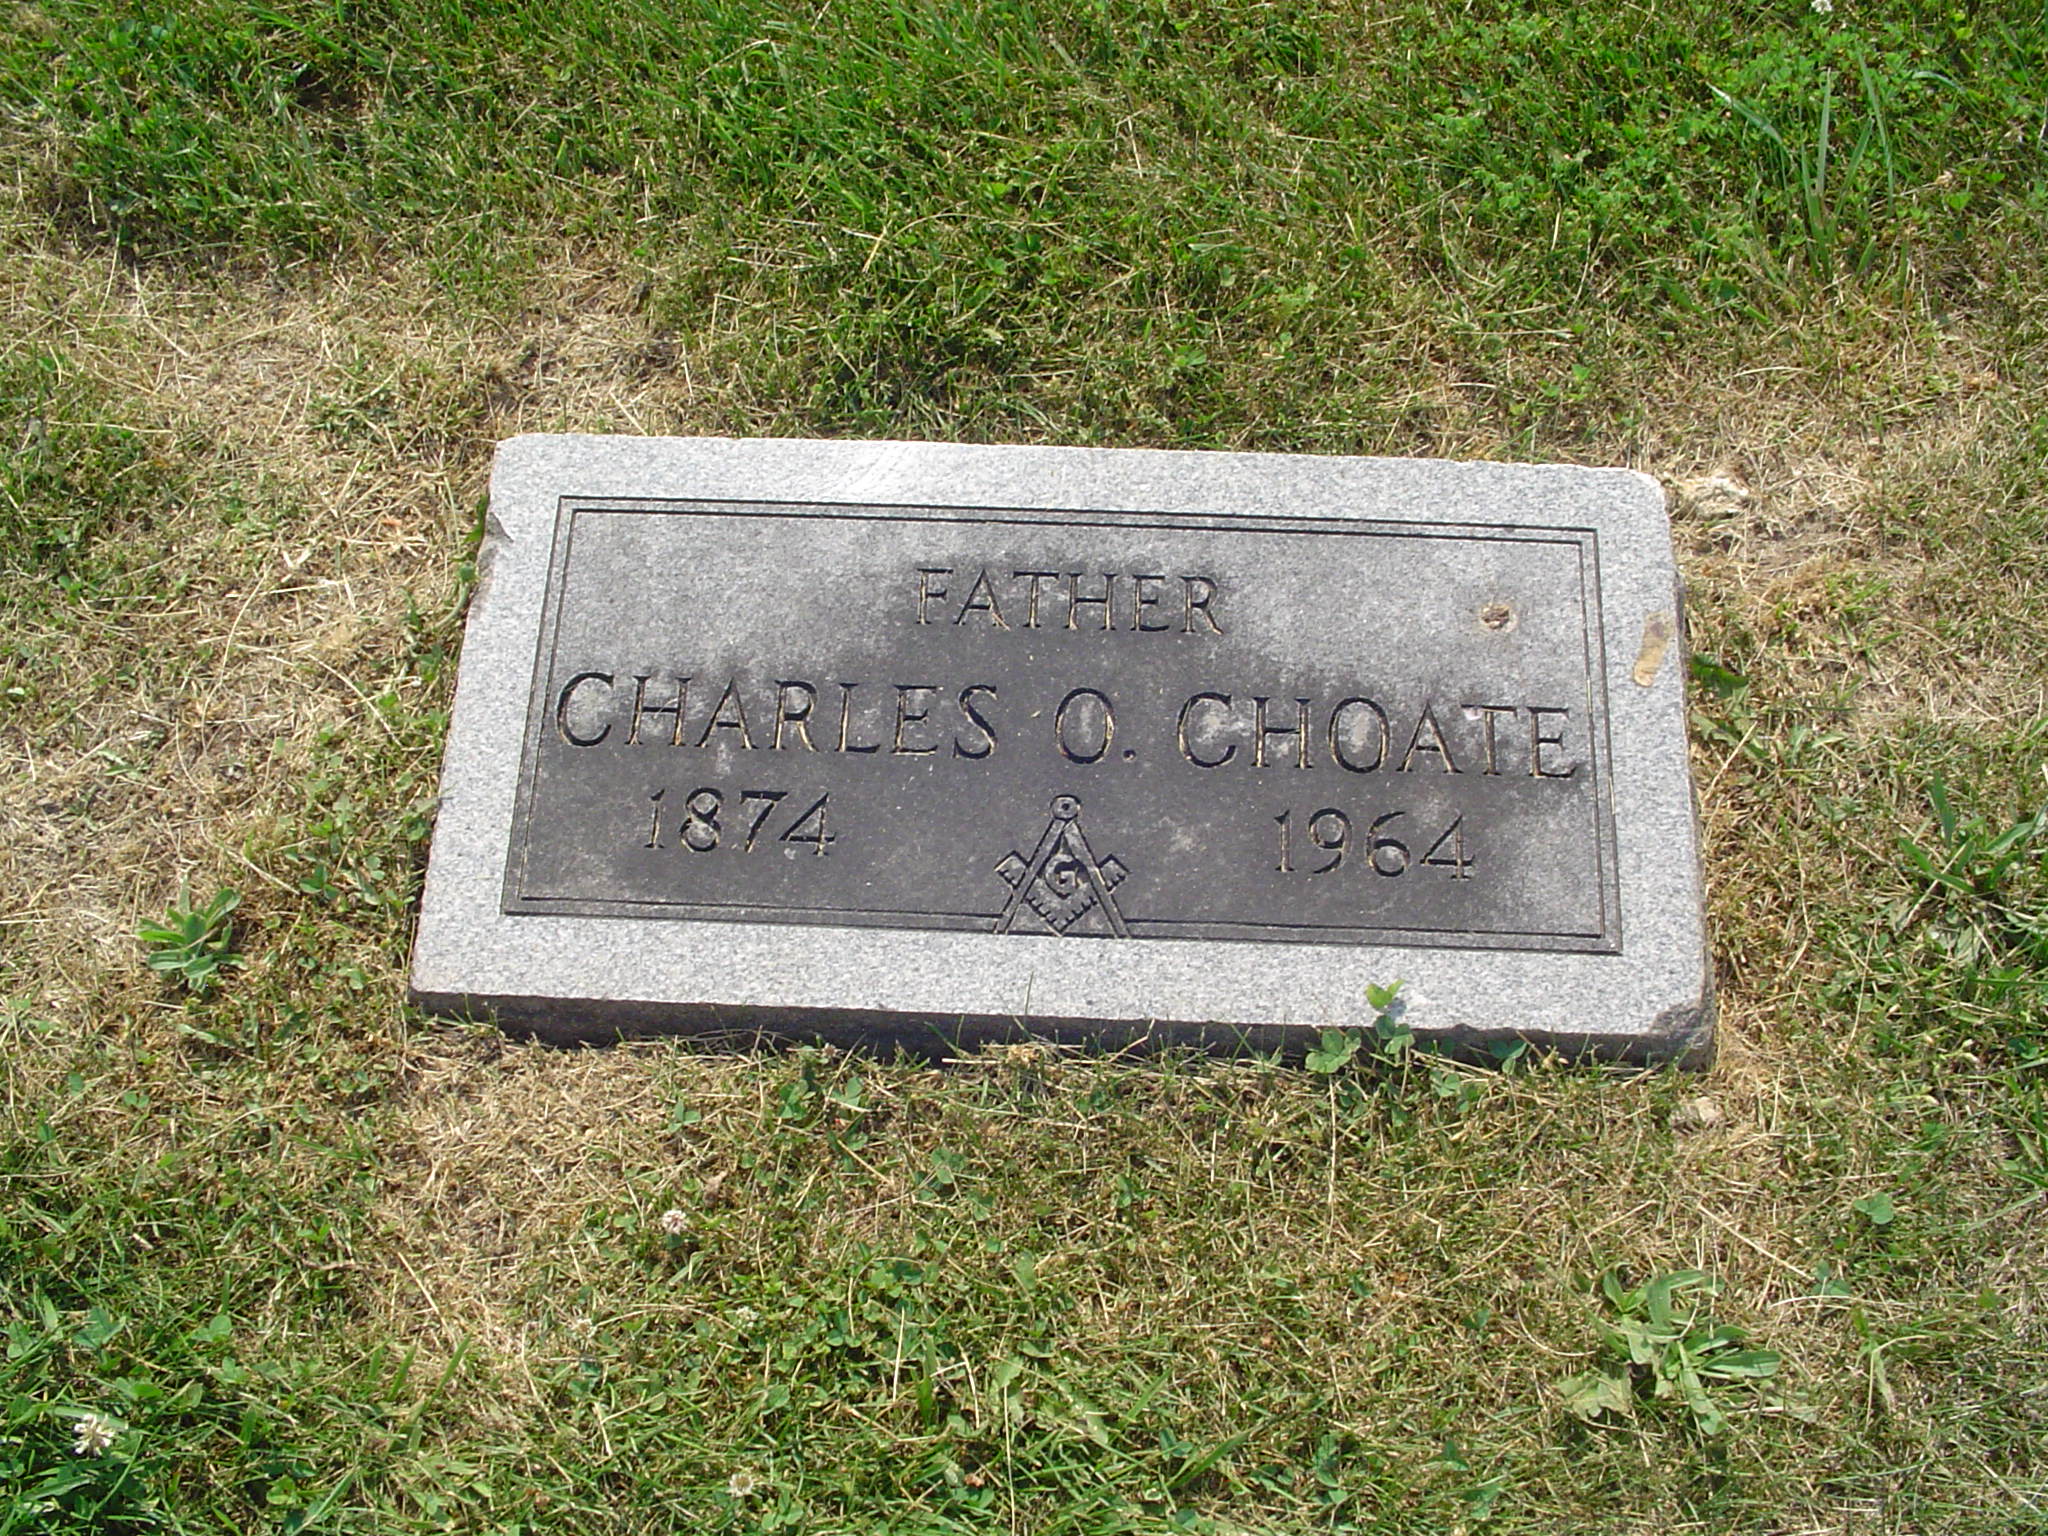 FATHER
CHARLES O. CHOATE
1874 G 1964